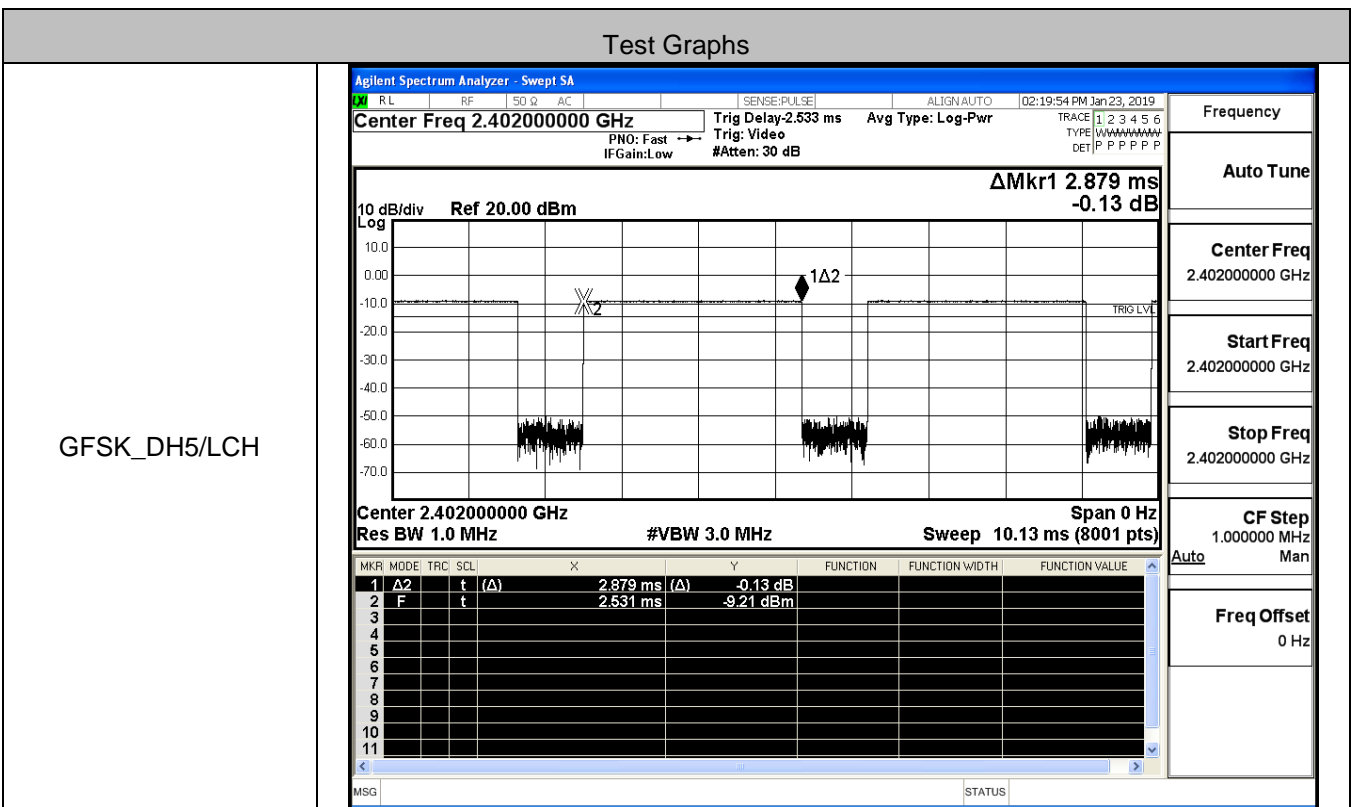 Test Graphs
GFSK_DH5/LCH
Agilent Spectrum Analyzer - Swept SA
LXI RL RF 50 Ω AC SENSE:PULSE ALIGN AUTO 02:19:54 PM Jan 23, 2019
Center Freq 2.402000000 GHz
PNO: Fast
IFGain:Low
Trig Delay-2.533 ms
Trig: Video
#Atten: 30 dB
Avg Type: Log-Pwr
TRACE 1 2 3 4 5 6
TYPE WWWWWW
DET P P P P P P
ΔMkr1 2.879 ms
-0.13 dB
10 dB/div Ref 20.00 dBm
Log
10.0
0.00
-10.0
-20.0
-30.0
-40.0
-50.0
-60.0
-70.0
2
1Δ2
TRIG LVL
Center 2.402000000 GHz Span 0 Hz
Res BW 1.0 MHz #VBW 3.0 MHz Sweep 10.13 ms (8001 pts)
MKR MODE TRC SCL X Y FUNCTION FUNCTION WIDTH FUNCTION VALUE
1 Δ2 t (Δ) 2.879 ms (Δ) -0.13 dB
2 F t 2.531 ms -9.21 dBm
3
4
5
6
7
8
9
10
11
MSG STATUS
Frequency
Auto Tune
Center Freq
2.402000000 GHz
Start Freq
2.402000000 GHz
Stop Freq
2.402000000 GHz
CF Step
1.000000 MHz
Auto Man
Freq Offset
0 Hz